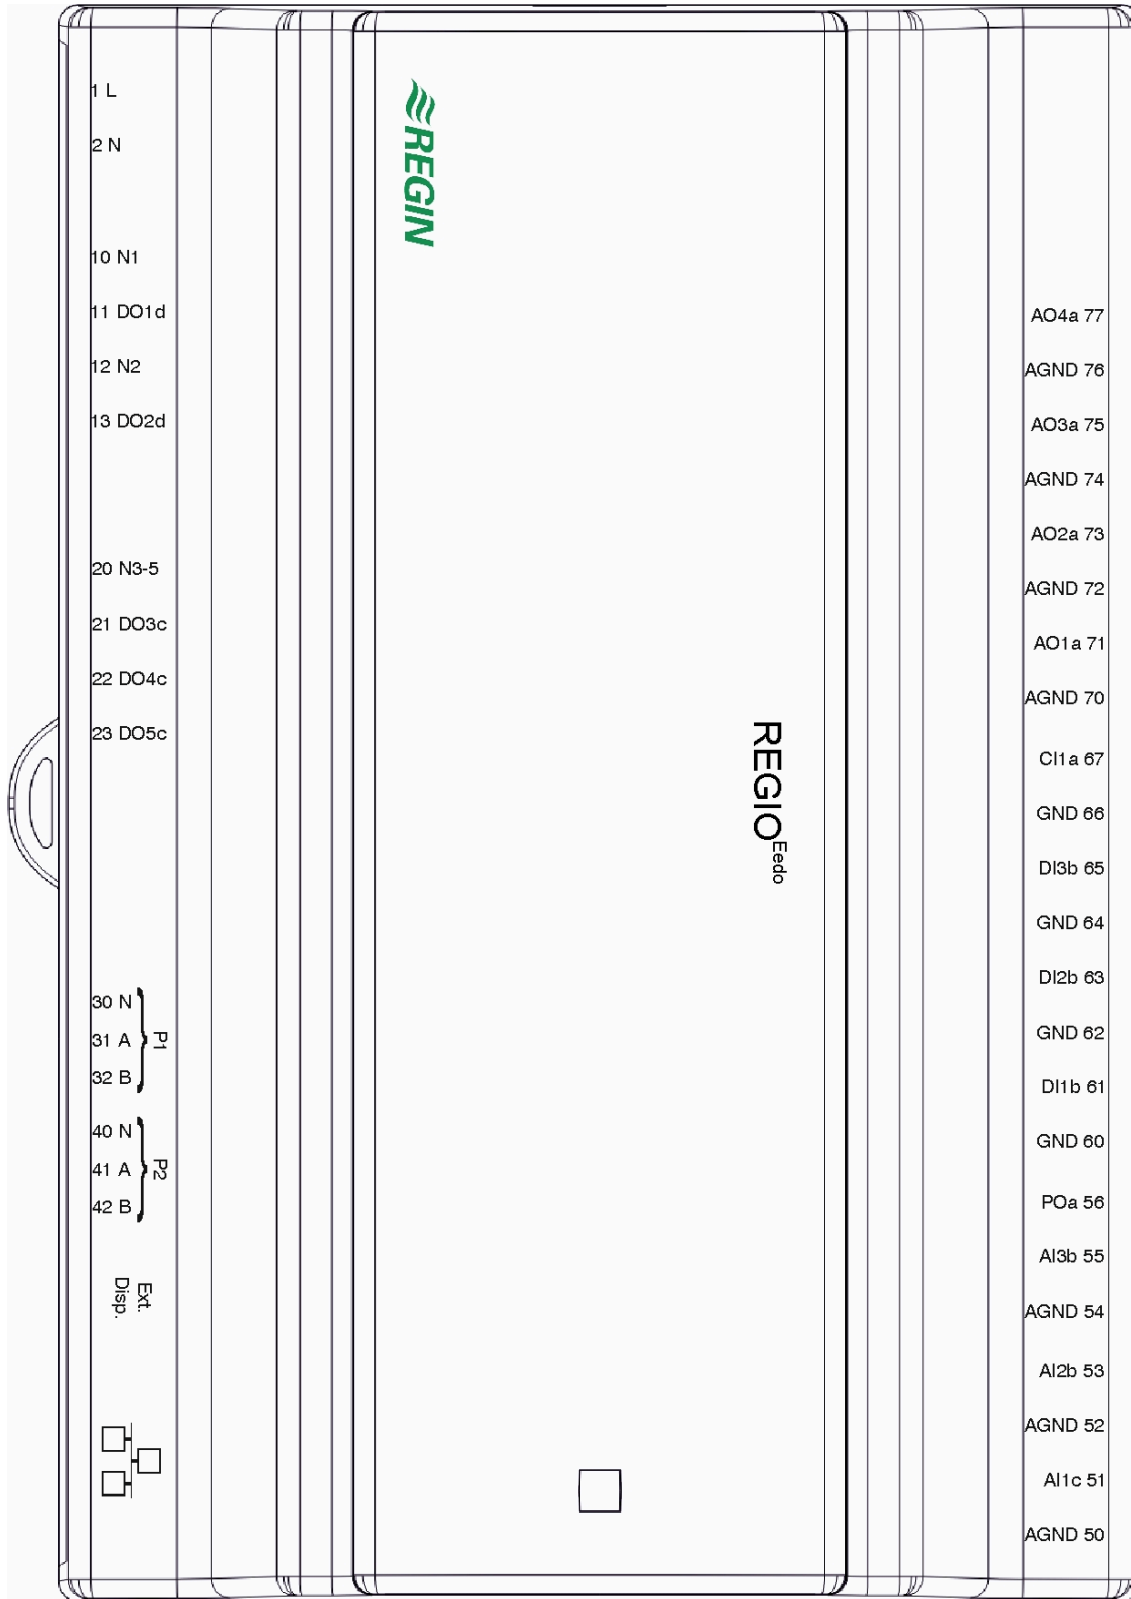 1 L
2 N
10 N1
11 DO1d
12 N2
13 DO2d
20 N3-5
21 DO3c
22 DO4c
23 DO5c
30 N
31 A
32 B
P1
40 N
41 A
42 B
P2
Ext.
Disp.
REGIN
REGIO Eedo
AO4a 77
AGND 76
AO3a 75
AGND 74
AO2a 73
AGND 72
AO1a 71
AGND 70
CI1a 67
GND 66
DI3b 65
GND 64
DI2b 63
GND 62
DI1b 61
GND 60
POa 56
AI3b 55
AGND 54
AI2b 53
AGND 52
AI1c 51
AGND 50